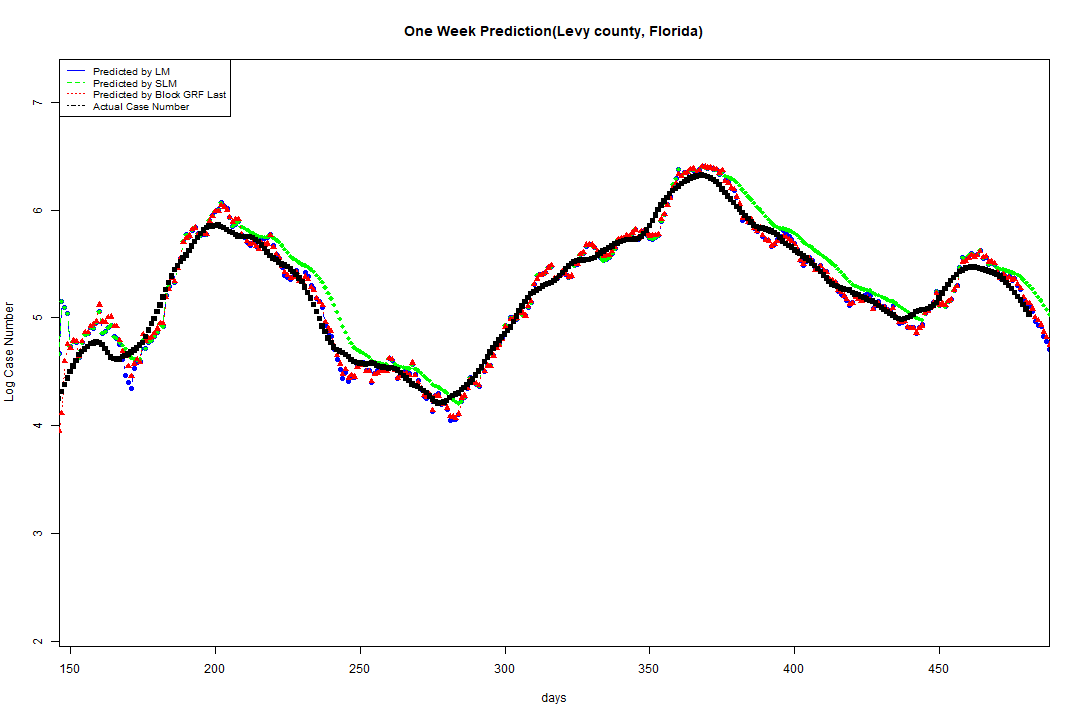 One Week Prediction(Levy county, Florida)
Predicted by LM
Predicted by SLM
Predicted by Block GRF Last
Actual Case Number
7
6
5
4
3
2
Log Case Number
150 200 250 300 350 400 450
days